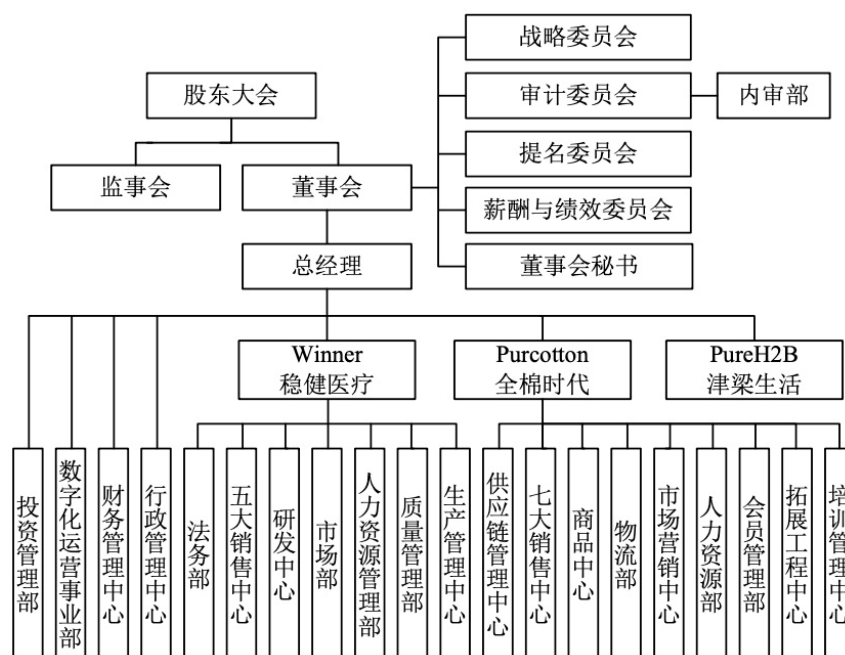 战略委员会
股东大会
审计委员会
内审部
提名委员会
监事会
董事会
薪酬与绩效委员会
总经理
董事会秘书
Winner
稳健医疗
Purcotton
全棉时代
PureH2B
津梁生活
投资管理部
数字化运营事业部
财务管理中心
行政管理中心
法务部
五大销售中心
研发中心
市场部
人力资源管理部
质量管理部
生产管理中心
供应链管理中心
七大销售中心
商品中心
物流部
市场营销中心
人力资源部
会员管理部
拓展工程中心
培训管理中心